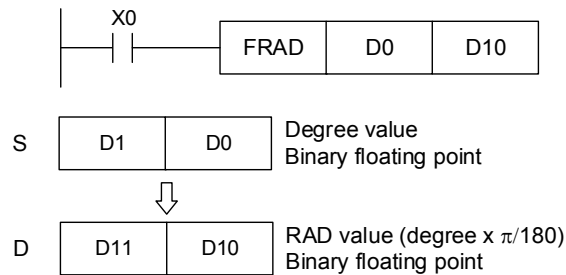 X0
FRAD D0 D10
S D1 D0 Degree value
Binary floating point
D D11 D10 RAD value (degree x π/180)
Binary floating point